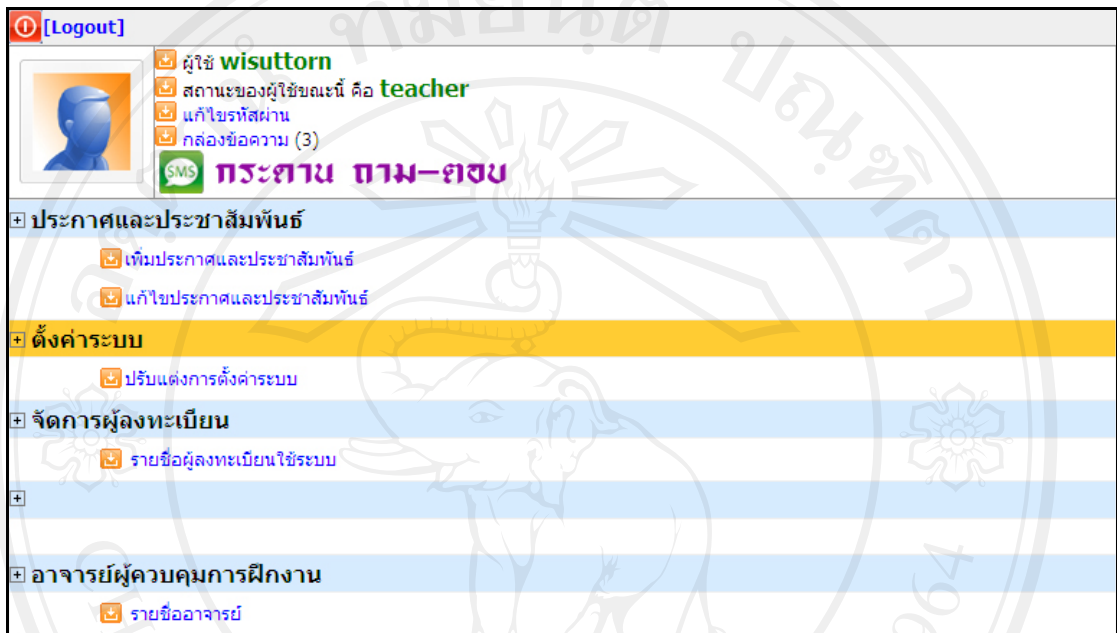 [Logout]
ผู้ใช้ wisuttorn
สถานะของผู้ใช้ขณะนี้ คือ teacher
แก้ไขรหัสผ่าน
กล่องข้อความ (3)
SMS กระดาน ถาม-ตอบ
ประกาศและประชาสัมพันธ์
เพิ่มประกาศและประชาสัมพันธ์
แก้ไขประกาศและประชาสัมพันธ์
ตั้งค่าระบบ
ปรับแต่งการตั้งค่าระบบ
จัดการผู้ลงทะเบียน
รายชื่อผู้ลงทะเบียนใช้ระบบ
อาจารย์ผู้ควบคุมการฝึกงาน
รายชื่ออาจารย์